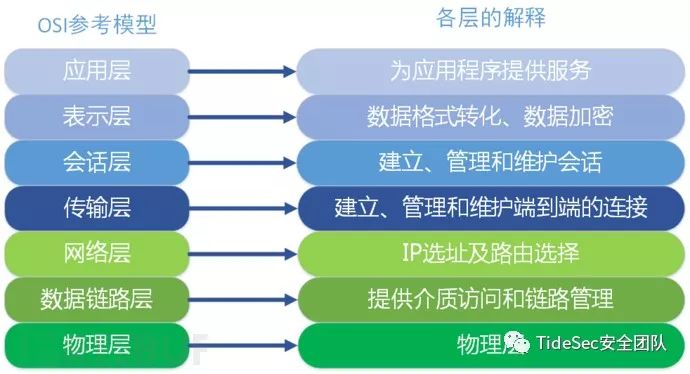 OSI参考模型
各层的解释
应用层
为应用程序提供服务
表示层
数据格式转化、数据加密
会话层
建立、管理和维护会话
传输层
建立、管理和维护端到端的连接
网络层
IP选址及路由选择
数据链路层
提供介质访问和链路管理
物理层
物理层
TideSec安全团队